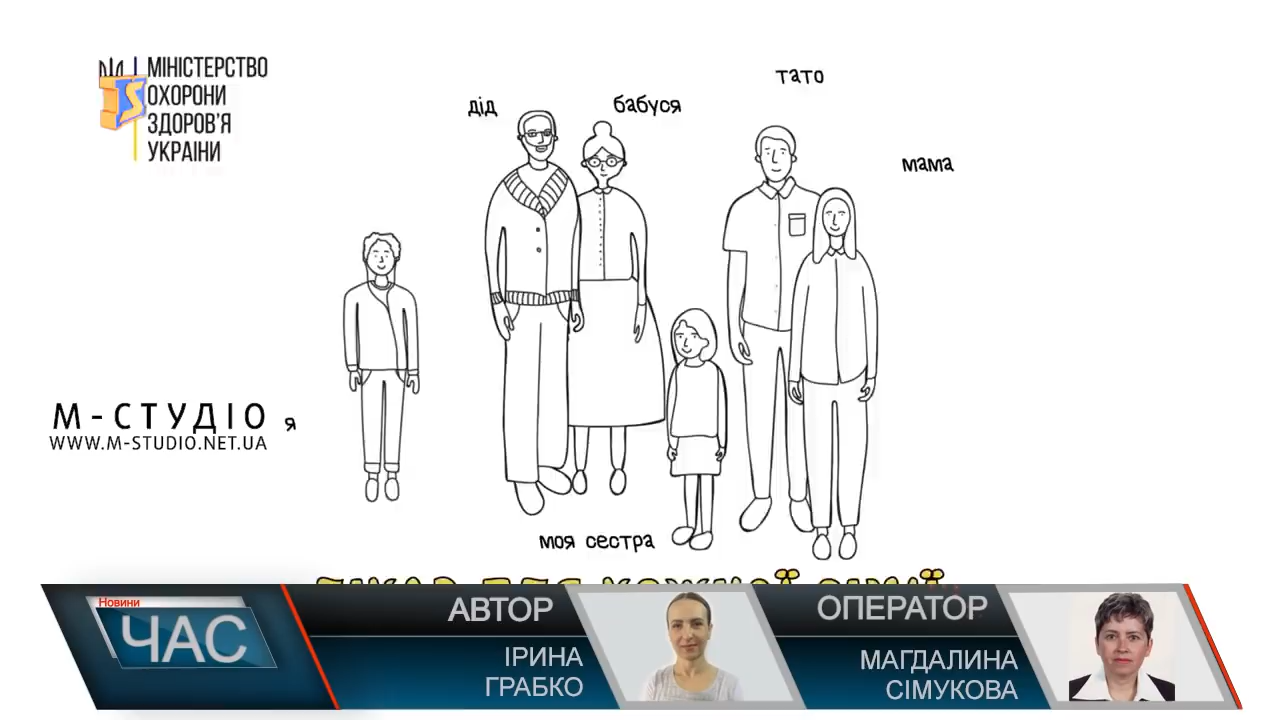 МІНІСТЕРСТВО
ОХОРОНИ
ЗДОРОВ'Я
УКРАЇНИ
дід
бабуся
тато
мама
М-СТУДІО
WWW.M-STUDIO.NET.UA
я
моя сестра
Новини
ЧАС
АВТОР
ІРИНА
ГРАБКО
ОПЕРАТОР
МАГДАЛИНА
СІМУКОВА